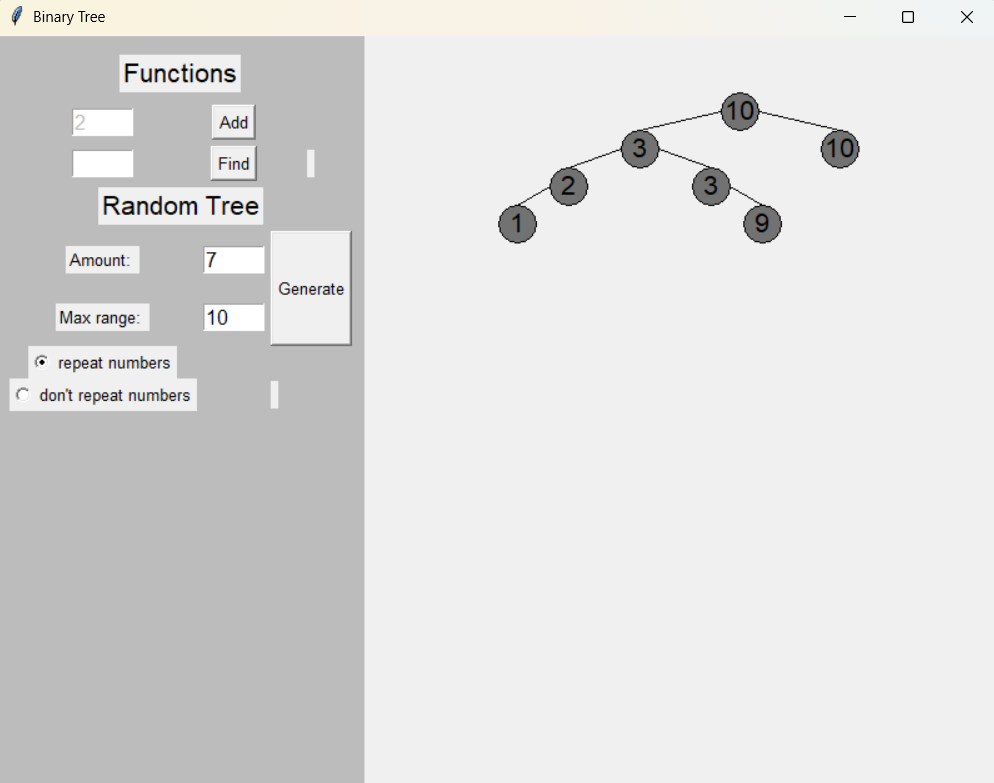 Binary Tree
Functions
2 Add
Find
Random Tree
Amount: 7
Generate
Max range: 10
repeat numbers
don't repeat numbers
10
3 10
2 3
1 9